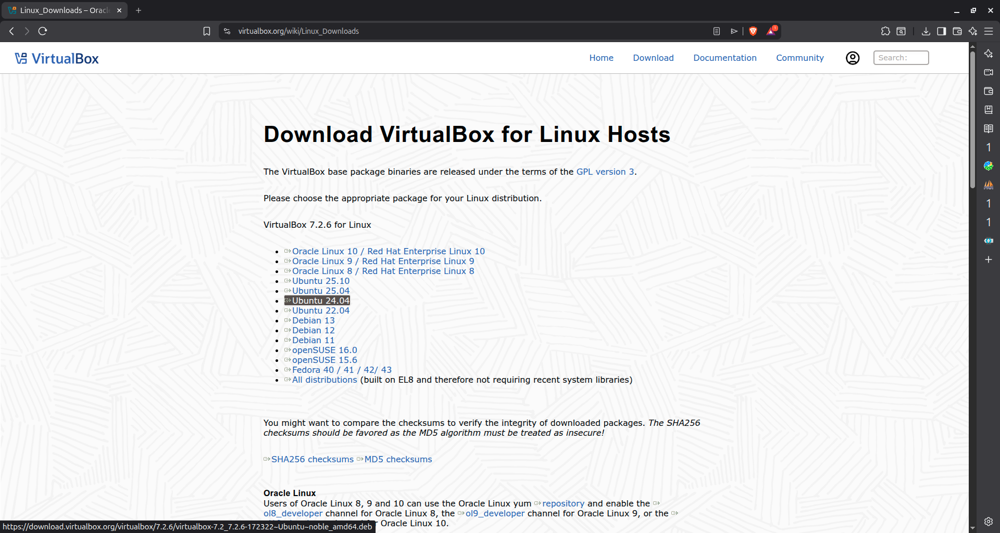 Linux_Downloads – Oracl
virtualbox.org/wiki/Linux_Downloads
1
VirtualBox
Home
Download
Documentation
Community
Search:
Download VirtualBox for Linux Hosts
The VirtualBox base package binaries are released under the terms of the GPL version 3.
Please choose the appropriate package for your Linux distribution.
VirtualBox 7.2.6 for Linux
Oracle Linux 10 / Red Hat Enterprise Linux 10
Oracle Linux 9 / Red Hat Enterprise Linux 9
Oracle Linux 8 / Red Hat Enterprise Linux 8
Ubuntu 25.10
Ubuntu 25.04
Ubuntu 24.04
Ubuntu 22.04
Debian 13
Debian 12
Debian 11
openSUSE 16.0
openSUSE 15.6
Fedora 40 / 41 / 42/ 43
All distributions (built on EL8 and therefore not requiring recent system libraries)
You might want to compare the checksums to verify the integrity of downloaded packages. The SHA256
checksums should be favored as the MD5 algorithm must be treated as insecure!
SHA256 checksums MD5 checksums
Oracle Linux
Users of Oracle Linux 8, 9 and 10 can use the Oracle Linux yum repository and enable the
ol8_developer channel for Oracle Linux 8, the ol9_developer channel for Oracle Linux 9, or the
Oracle Linux 10.
https://download.virtualbox.org/virtualbox/7.2.6/virtualbox-7.2_7.2.6-172322~Ubuntu~noble_amd64.deb
1
1
1